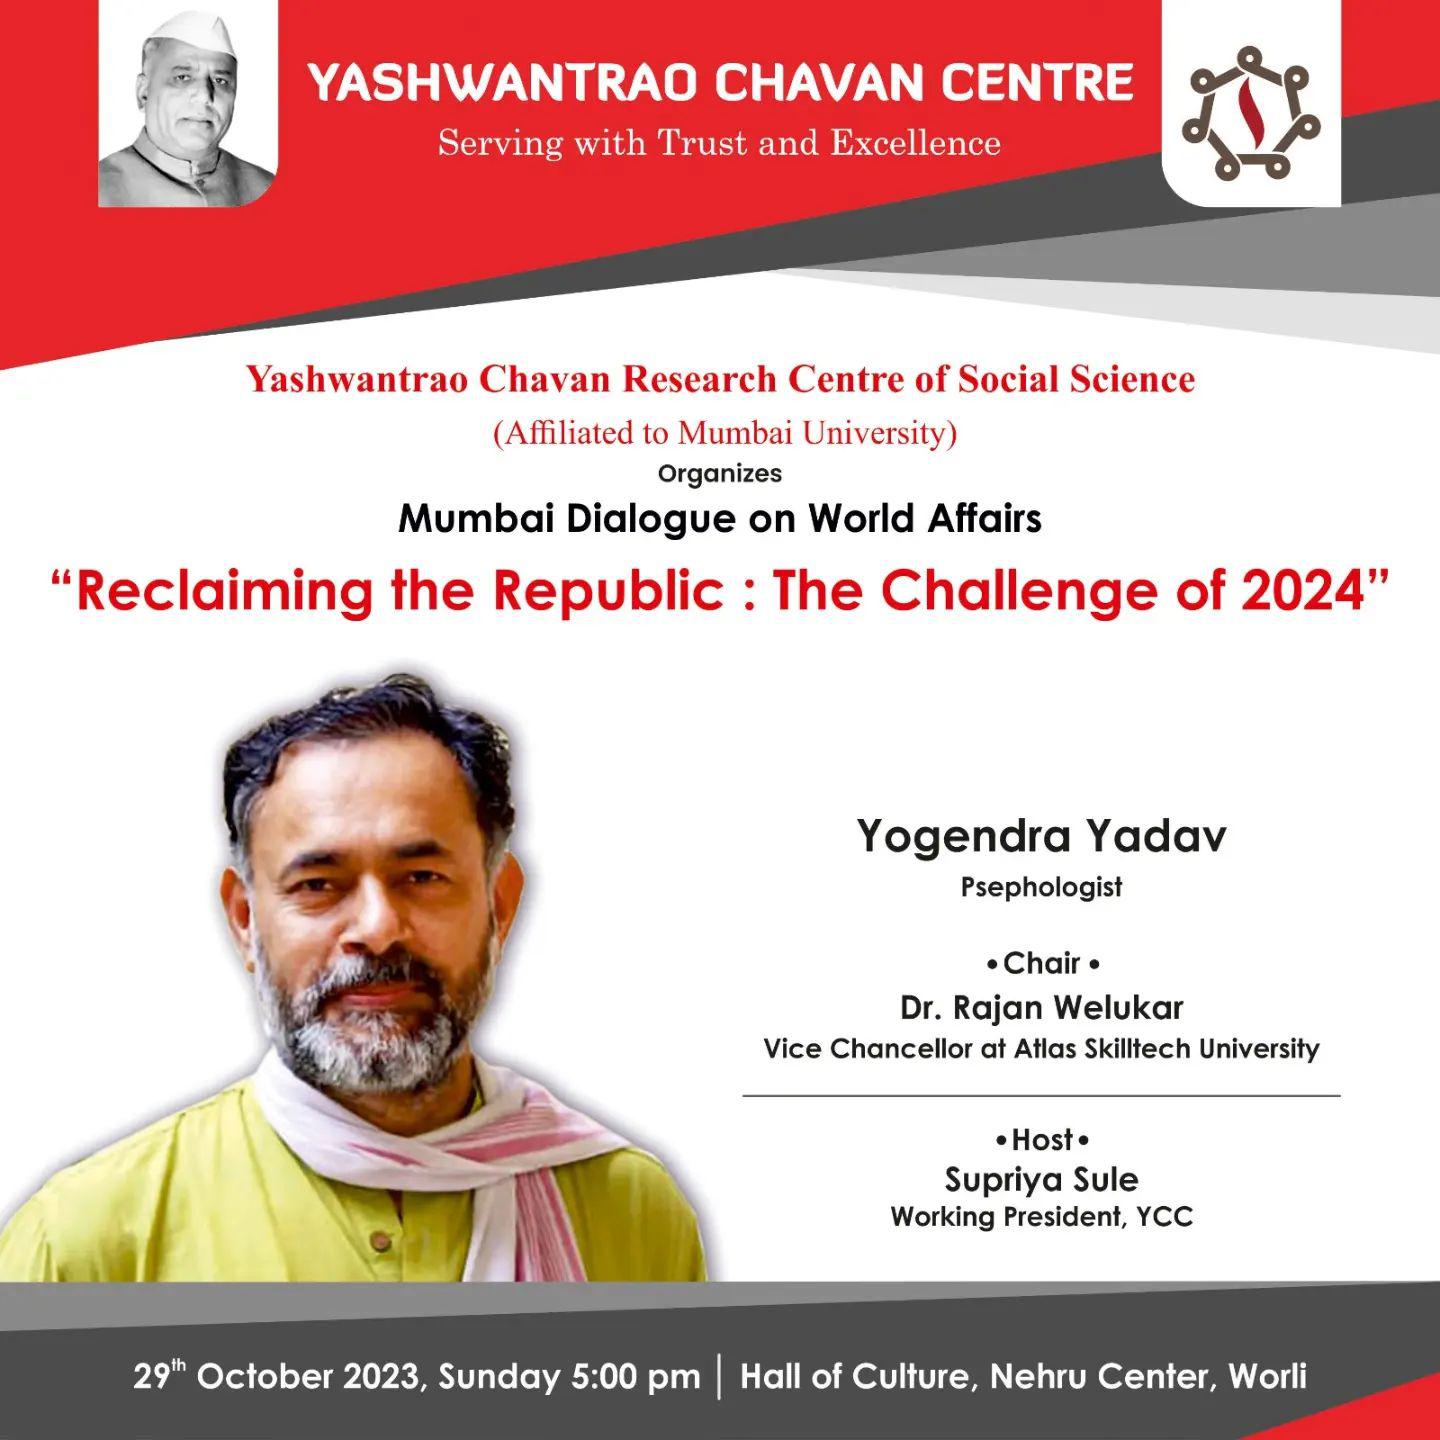 YASHWANTRAO CHAVAN CENTRE
Serving with Trust and Excellence
Yashwantrao Chavan Research Centre of Social Science
(Affiliated to Mumbai University)
Organizes
Mumbai Dialogue on World Affairs
“Reclaiming the Republic : The Challenge of 2024”
Yogendra Yadav
Psephologist
•Chair •
Dr. Rajan Welukar
Vice Chancellor at Atlas Skilltech University
•Host•
Supriya Sule
Working President, YCC
29th October 2023, Sunday 5:00 pm | Hall of Culture, Nehru Center, Worli